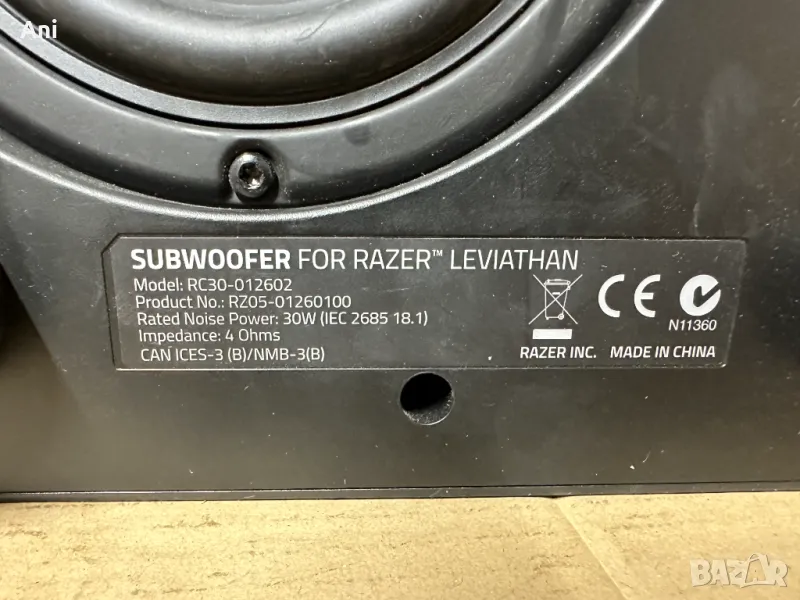 Ani
SUBWOOFER FOR RAZER™ LEVIATHAN
Model: RC30-012602
Product No.: RZ05-01260100
Rated Noise Power: 30W (IEC 2685 18.1)
Impedance: 4 Ohms
CAN ICES-3 (B)/NMB-3(B)
CE
N11360
RAZER INC. MADE IN CHINA
BAZAR